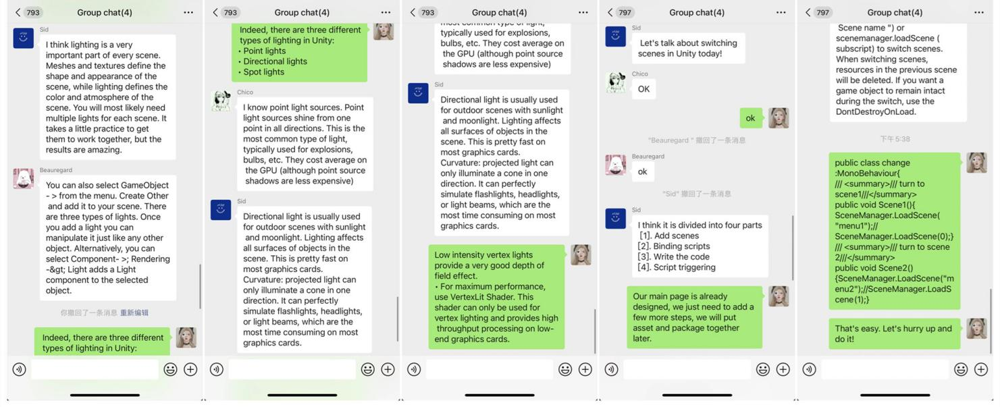 793
Group chat(4)
Sid
I think lighting is a very
important part of every scene.
Meshes and textures define the
shape and appearance of the
scene, while lighting defines the
color and atmosphere of the
scene. You will most likely need
multiple lights for each scene. It
takes a little practice to get
them to work together, but the
results are amazing.
Beauregard
You can also select GameObject
- > from the menu. Create Other
and add it to your scene. There
are three types of lights. Once
you add a light you can
manipulate it just like any other
object. Alternatively, you can
select Component- >; Rendering
-&gt; Light adds a Light
component to the selected
object.
你撤回了一条消息 重新编辑
Indeed, there are three different
types of lighting in Unity:
793
Group chat(4)
Indeed, there are three different
types of lighting in Unity:
• Point lights
• Directional lights
• Spot lights
Chico
I know point light sources. Point
light sources shine from one
point in all directions. This is the
most common type of light,
typically used for explosions,
bulbs, etc. They cost average on
the GPU (although point source
shadows are less expensive)
Sid
Directional light is usually used
for outdoor scenes with sunlight
and moonlight. Lighting affects
all surfaces of objects in the
scene. This is pretty fast on
most graphics cards.
Curvature: projected light can
only illuminate a cone in one
direction. It can perfectly
simulate flashlights, headlights,
or light beams, which are the
most time consuming on most
graphics cards.
793
Group chat(4)
most common type of light,
typically used for explosions,
bulbs, etc. They cost average on
the GPU (although point source
shadows are less expensive)
Sid
Directional light is usually used
for outdoor scenes with sunlight
and moonlight. Lighting affects
all surfaces of objects in the
scene. This is pretty fast on
most graphics cards.
Curvature: projected light can
only illuminate a cone in one
direction. It can perfectly
simulate flashlights, headlights,
or light beams, which are the
most time consuming on most
graphics cards.
Low intensity vertex lights
provide a very good depth of
field effect.
• For maximum performance,
use VertexLit Shader. This
shader can only be used for
vertex lighting and provides high
throughput processing on low-
end graphics cards.
797
Group chat(4)
Sid
Let's talk about switching
scenes in Unity today!
Chico
OK
ok
"Beauregard " 撤回了一条消息
Beauregard
ok
"Sid" 撤回了一条消息
Sid
I think it is divided into four parts
[1]. Add scenes
[2]. Binding scripts
[3]. Write the code
[4]. Script triggering
Our main page is already
designed, we just need to add a
few more steps, we will put
asset and package together
later.
797
Group chat(4)
Scene name ") or
scenemanager.loadScene (
subscript) to switch scenes.
When switching scenes,
resources in the previous scene
will be deleted. If you want a
game object to remain intact
during the switch, use the
DontDestroyOnLoad.
下午5:38
public class change
:MonoBehaviour{
/// <summary>/// turn to
scene1///</summary>
public void Scene1(){
SceneManager.LoadScene(
"menu1");//
SceneManager.LoadScene(0);}
/// <summary>/// turn to scene
2///</summary>
public void Scene2()
{SceneManager.LoadScene("m
enu2");//SceneManager.LoadS
cene(1);}
That's easy. Let's hurry up and
do it!